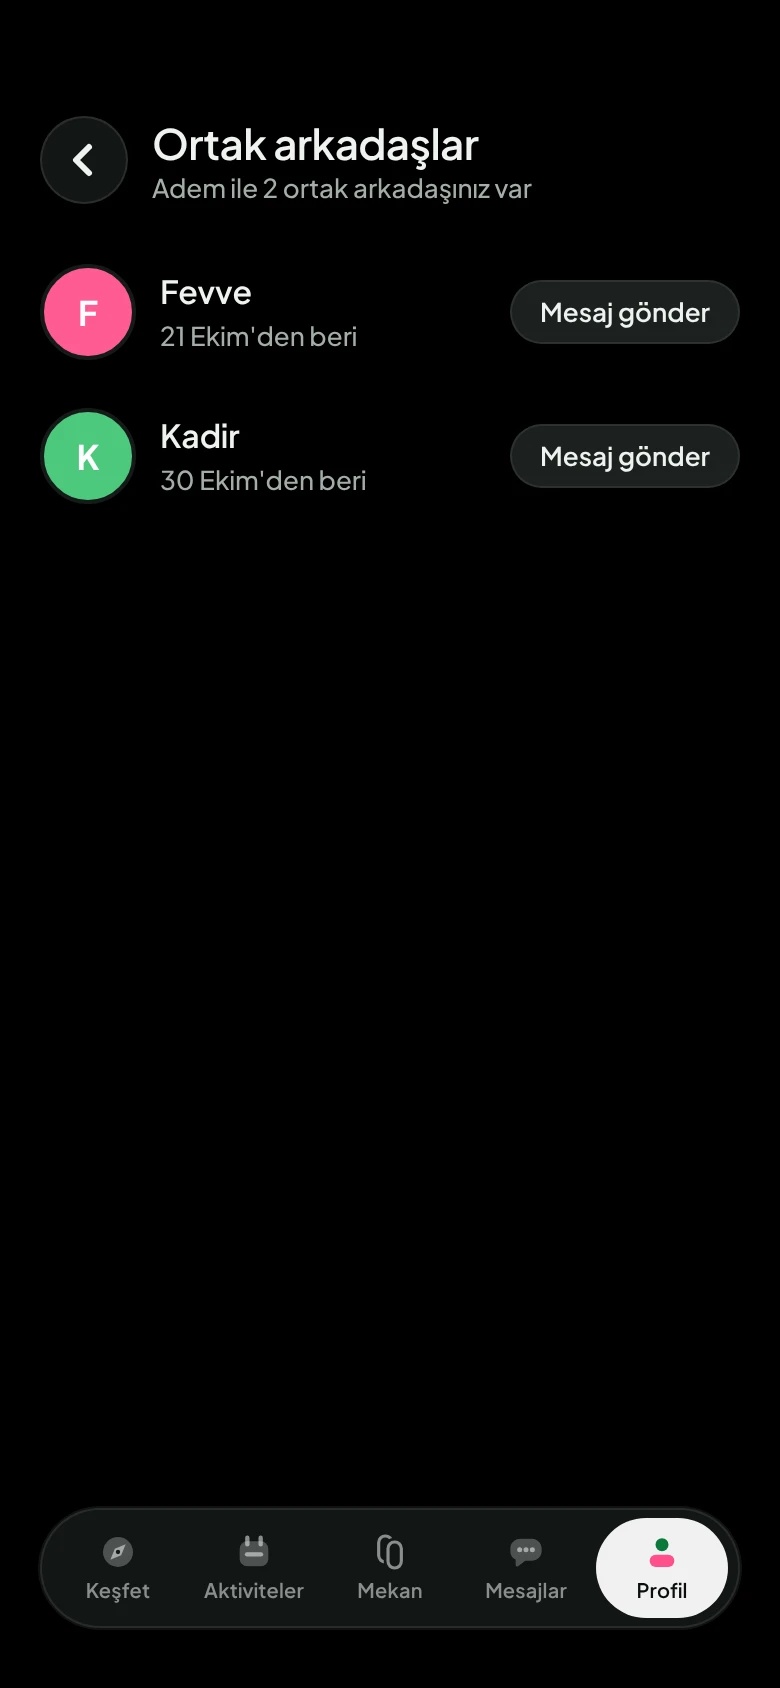 Ortak arkadaşlar
Adem ile 2 ortak arkadaşınız var
F
Fevve
21 Ekim'den beri
Mesaj gönder
K
Kadir
30 Ekim'den beri
Mesaj gönder
Keşfet
Aktiviteler
Mekan
Mesajlar
Profil